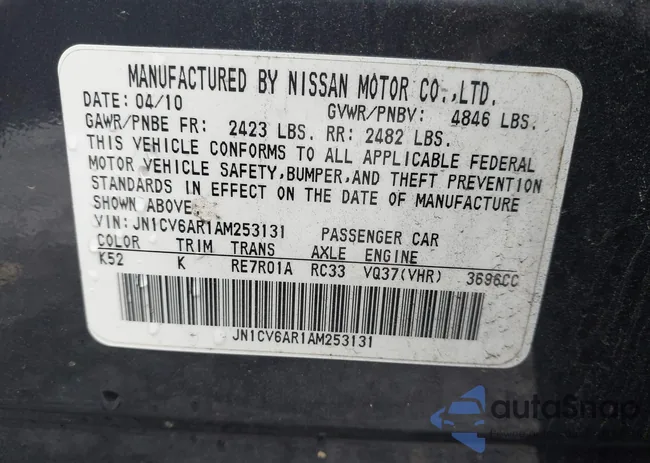 MANUFACTURED BY NISSAN MOTOR CO.,LTD.
DATE: 04/10 GVWR/PNBV: 4846 LBS.
GAWR/PNBE FR: 2423 LBS. RR: 2482 LBS.
THIS VEHICLE CONFORMS TO ALL APPLICABLE FEDERAL
MOTOR VEHICLE SAFETY, BUMPER, AND THEFT PREVENTION
STANDARDS IN EFFECT ON THE DATE OF MANUFACTURE
SHOWN ABOVE
VIN: JN1CV6AR1AM253131 PASSENGER CAR
COLOR TRIM TRANS AXLE ENGINE
K52 K RE7R01A RC33 VQ37(VHR) 3696CC
JN1CV6AR1AM253131
autoSnap